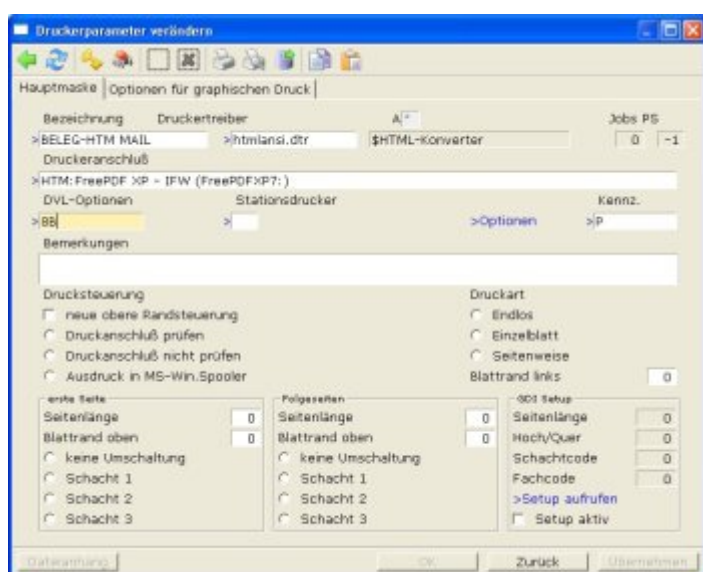 Druckerparameter verändern
Hauptmaske Optionen für graphischen Druck
Bezeichnung Druckertreiber A * Jobs PS
>BELEG-HTM MAIL >htmlansi.dtr $HTML-Konverter 0 -1
Druckeranschluß
>HTM:FreePDF XP - IFW (FreePDFXP7:)
DVL-Optionen Stationsdrucker Kennz.
>BB > >Optionen >P
Bemerkungen
Drucksteuerung Druckart
neue obere Randsteuerung Endlos
Druckanschluß prüfen Einzelblatt
Druckanschluß nicht prüfen Seitenweise
Ausdruck in MS-Win.Spooler Blattrand links 0
erste Seite Folgeseiten GDI Setup
Seitenlänge 0 Seitenlänge 0 Seitenlänge 0
Blattrand oben 0 Blattrand oben 0 Hoch/Quer 0
keine Umschaltung keine Umschaltung Schachtcode 0
Schacht 1 Schacht 1 Fachcode 0
Schacht 2 Schacht 2 >Setup aufrufen
Schacht 3 Schacht 3 Setup aktiv
Dateianhang OK Zurück Übernehmen